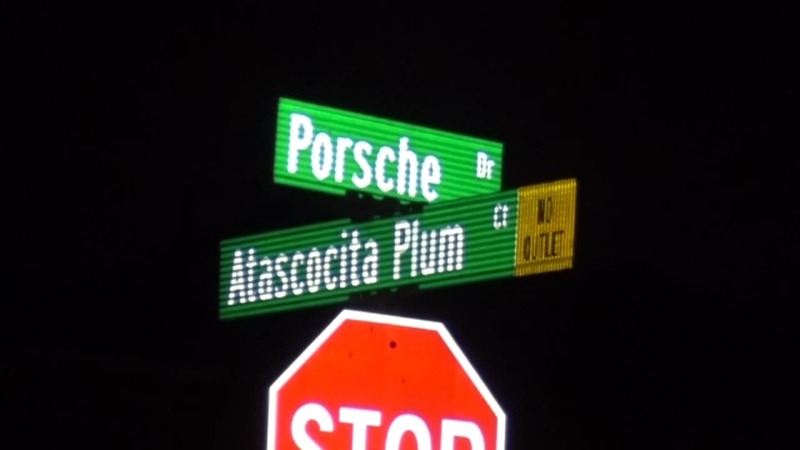 Porsche Dr
Atascocita Plum Ct
NO
OUTLET
STOP